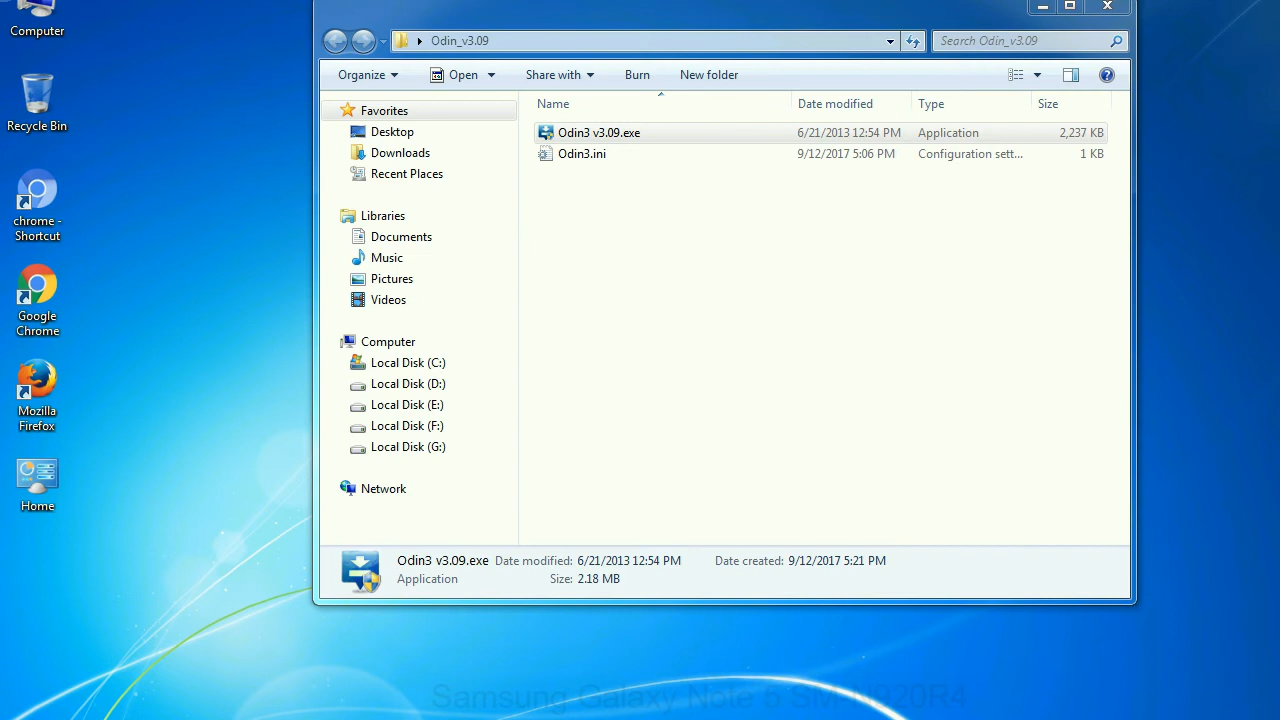 Computer
Recycle Bin
chrome -
Shortcut
Google
Chrome
Mozilla
Firefox
Home
Odin_v3.09
Search Odin_v3.09
Organize
Open
Share with
Burn
New folder
Favorites
Desktop
Downloads
Recent Places
Libraries
Documents
Music
Pictures
Videos
Computer
Local Disk (C:)
Local Disk (D:)
Local Disk (E:)
Local Disk (F:)
Local Disk (G:)
Network
Name Date modified Type Size
Odin3 v3.09.exe 6/21/2013 12:54 PM Application 2,237 KB
Odin3.ini 9/12/2017 5:06 PM Configuration sett... 1 KB
Odin3 v3.09.exe Date modified: 6/21/2013 12:54 PM Date created: 9/12/2017 5:21 PM
Application Size: 2.18 MB
Samsung Galaxy Note 5 SM-N920R4